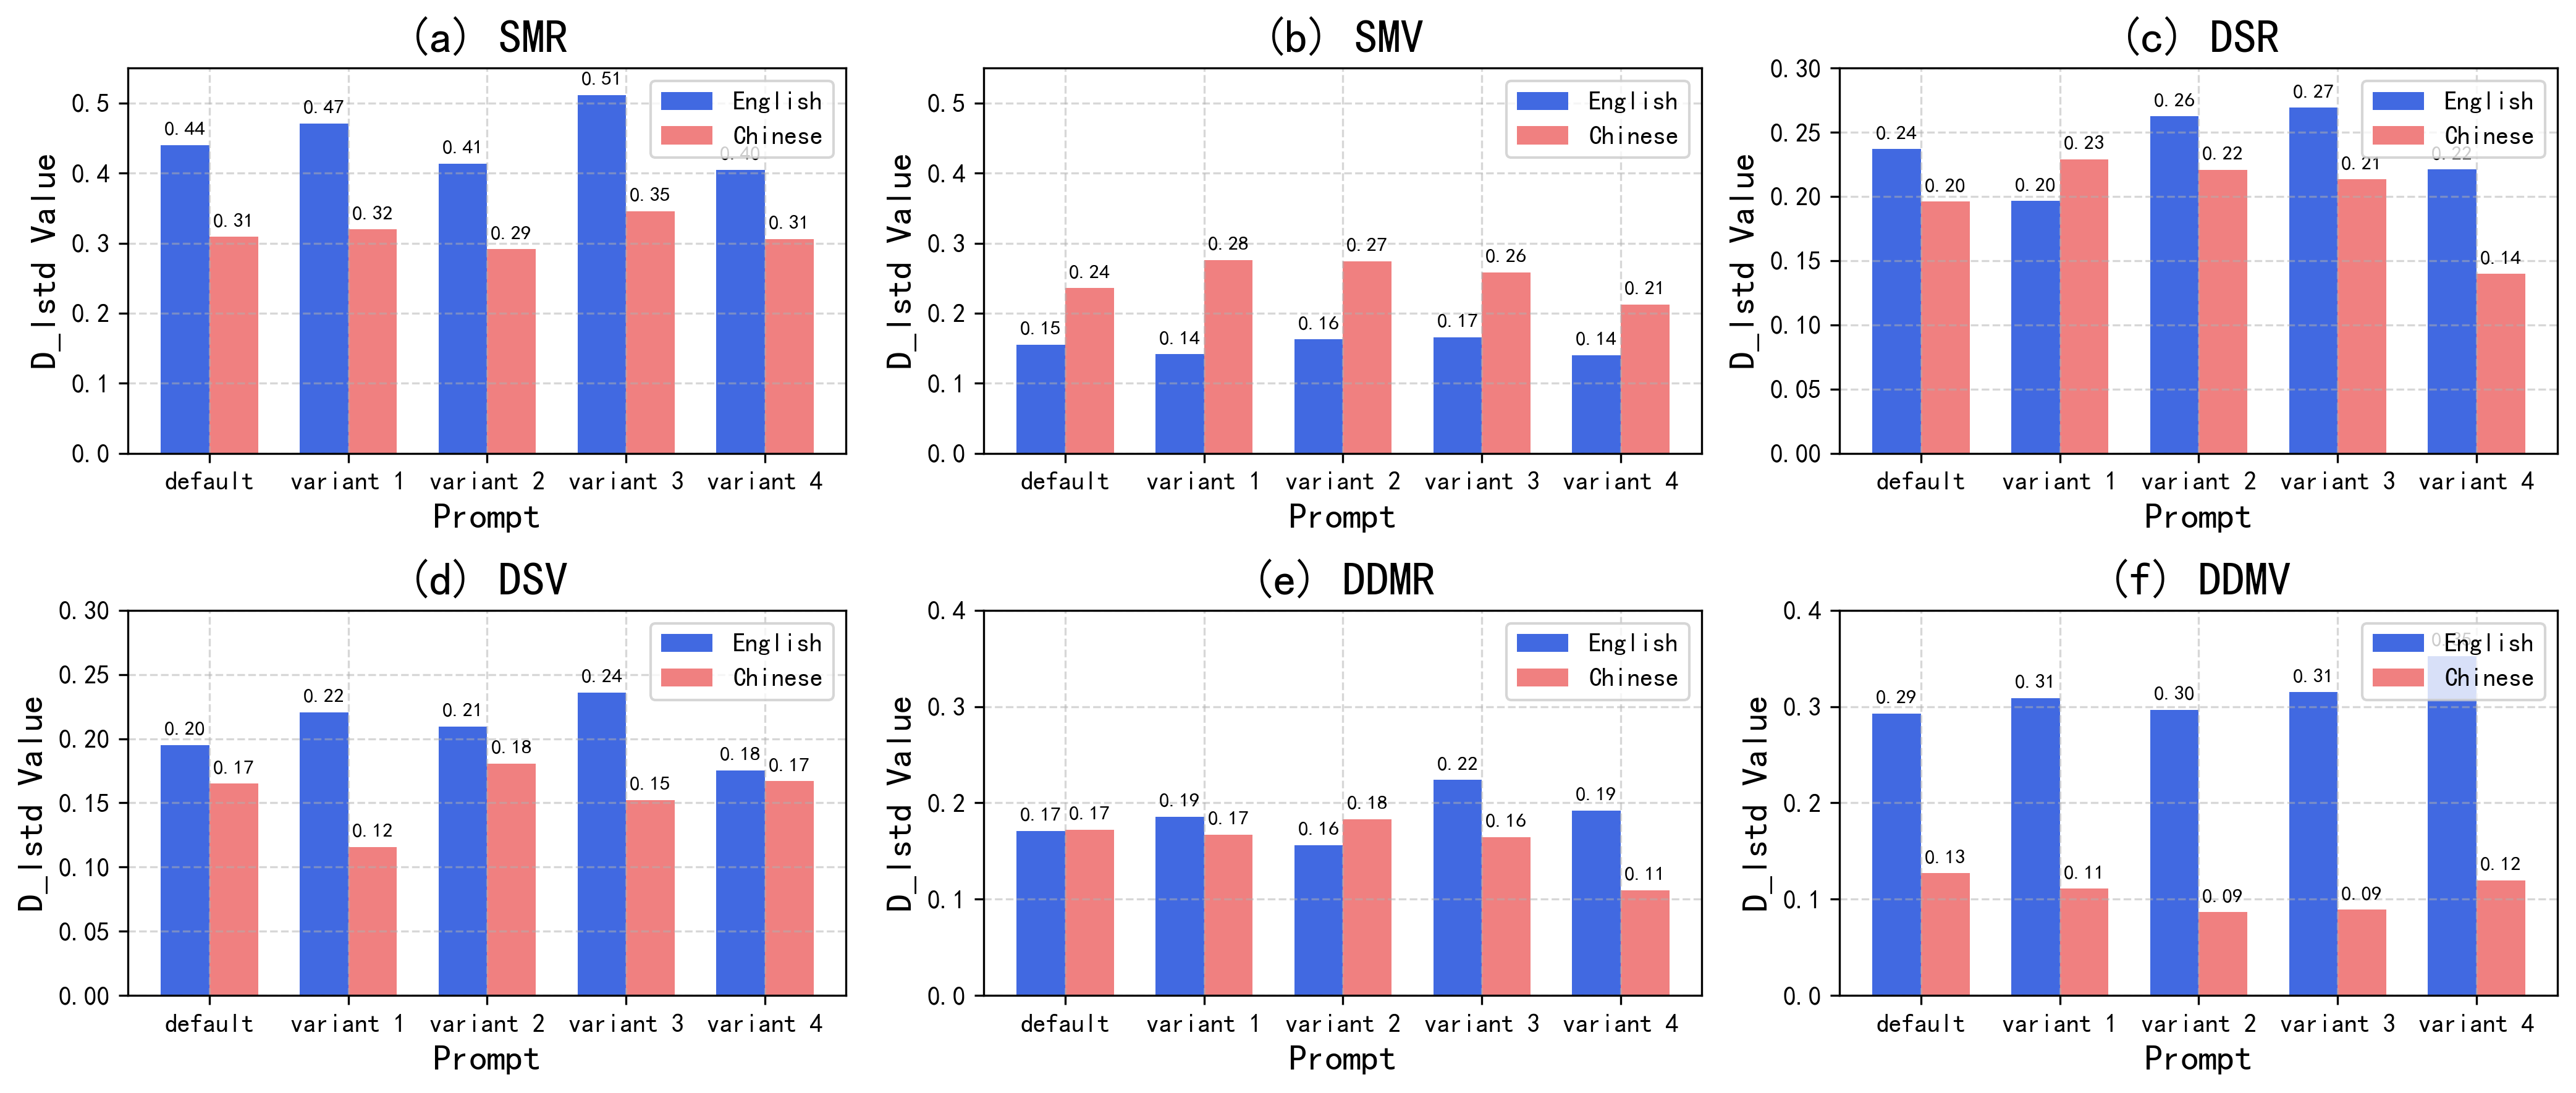 (a) SMR
D_lstd Value
0.5
0.4
0.3
0.2
0.1
0.0
0.44
0.31
0.47
0.32
0.41
0.29
0.51
0.35
0.40
0.31
English
Chinese
default variant 1 variant 2 variant 3 variant 4
Prompt
(b) SMV
D_lstd Value
0.5
0.4
0.3
0.2
0.1
0.0
0.15
0.24
0.14
0.28
0.16
0.27
0.17
0.26
0.14
0.21
English
Chinese
default variant 1 variant 2 variant 3 variant 4
Prompt
(c) DSR
D_lstd Value
0.30
0.25
0.20
0.15
0.10
0.05
0.00
0.24
0.20
0.20
0.23
0.26
0.22
0.27
0.21
0.22
0.14
English
Chinese
default variant 1 variant 2 variant 3 variant 4
Prompt
(d) DSV
D_lstd Value
0.30
0.25
0.20
0.15
0.10
0.05
0.00
0.20
0.17
0.22
0.12
0.21
0.18
0.24
0.15
0.18
0.17
English
Chinese
default variant 1 variant 2 variant 3 variant 4
Prompt
(e) DDMR
D_lstd Value
0.4
0.3
0.2
0.1
0.0
0.17
0.17
0.19
0.17
0.16
0.18
0.22
0.16
0.19
0.11
English
Chinese
default variant 1 variant 2 variant 3 variant 4
Prompt
(f) DDMV
D_lstd Value
0.4
0.3
0.2
0.1
0.0
0.29
0.13
0.31
0.11
0.30
0.09
0.31
0.09
0.35
0.12
English
Chinese
default variant 1 variant 2 variant 3 variant 4
Prompt